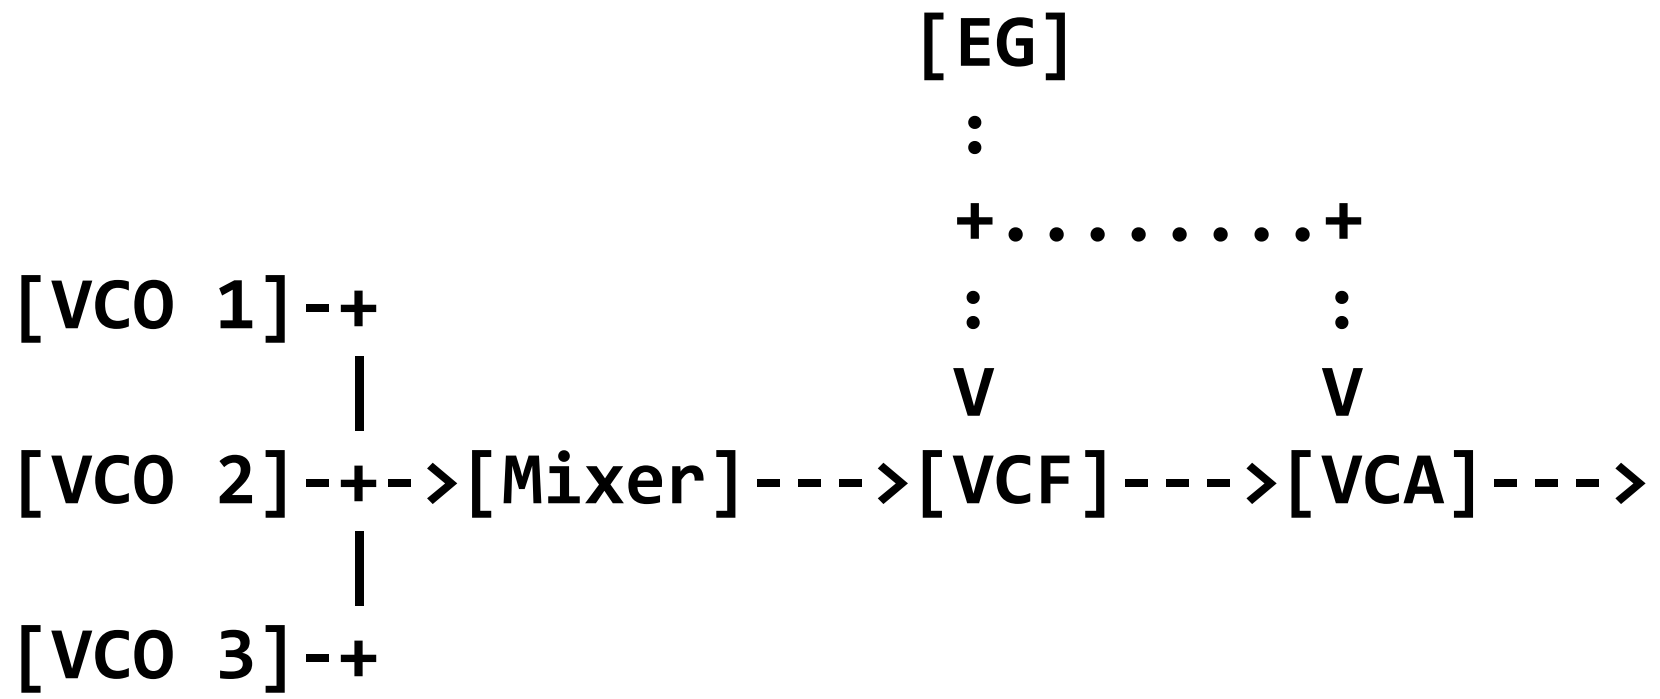 [EG]
                       :
                       +........+
[VCO 1]-+              :        :
        |              V        V
[VCO 2]-+->[Mixer]--->[VCF]--->[VCA]--->
        |
[VCO 3]-+